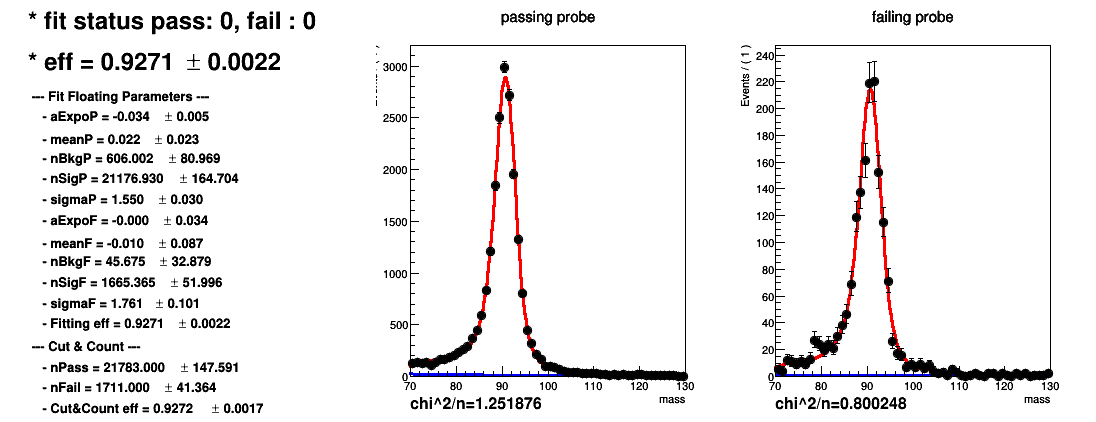 * fit status pass: 0, fail : 0
* eff = 0.9271 ± 0.0022
--- Fit Floating Parameters ---
- aExpoP = -0.034 ± 0.005
- meanP = 0.022 ± 0.023
- nBkgP = 606.002 ± 80.969
- nSigP = 21176.930 ± 164.704
- sigmaP = 1.550 ± 0.030
- aExpoF = -0.000 ± 0.034
- meanF = -0.010 ± 0.087
- nBkgF = 45.675 ± 32.879
- nSigF = 1665.365 ± 51.996
- sigmaF = 1.761 ± 0.101
- Fitting eff = 0.9271 ± 0.0022
--- Cut & Count ---
- nPass = 21783.000 ± 147.591
- nFail = 1711.000 ± 41.364
- Cut&Count eff = 0.9272 ± 0.0017
passing probe
3000
2500
2000
1500
1000
500
0
70 80 90 100 110 120 130
mass
chi^2/n=1.251876
failing probe
Events / ( 1 )
240
220
200
180
160
140
120
100
80
60
40
20
0
70 80 90 100 110 120 130
mass
chi^2/n=0.800248